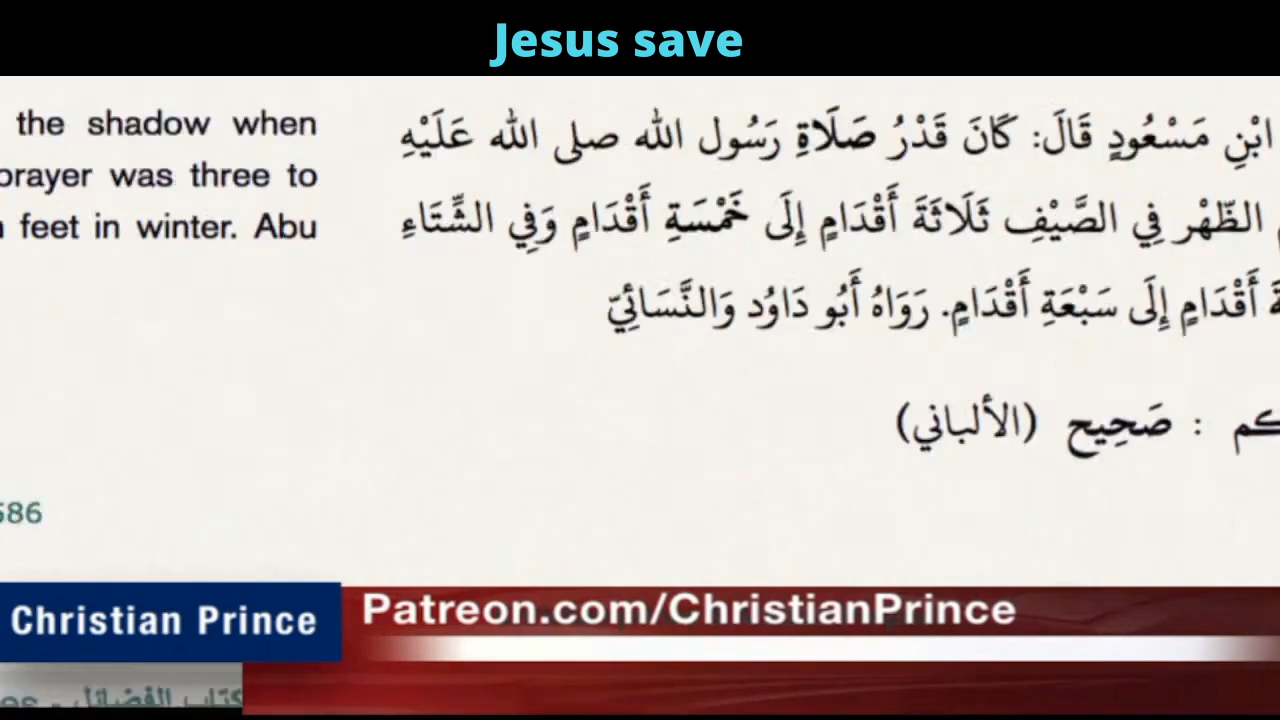 Jesus save
the shadow when
prayer was three to
feet in winter. Abu
ابْنِ مَسْعُودٍ قَالَ: كَانَ قَدْرُ صَلَاةِ رَسُول الله صلى الله عَلَيْهِ
الظّهْر فِي الصَّيْفِ ثَلَاثَةَ أَقْدَامٍ إِلَى خَمْسَةِ أَقْدَامٍ وَفِي الشِّتَاءِ
أَقْدَامٍ إِلَى سَبْعَةِ أَقْدَامٍ. رَوَاهُ أَبُو دَاوُد وَالنَّسَائِيّ
: صَحِيح (الألباني)
586
Christian Prince
Patreon.com/ChristianPrince
كتاب الفضائل -